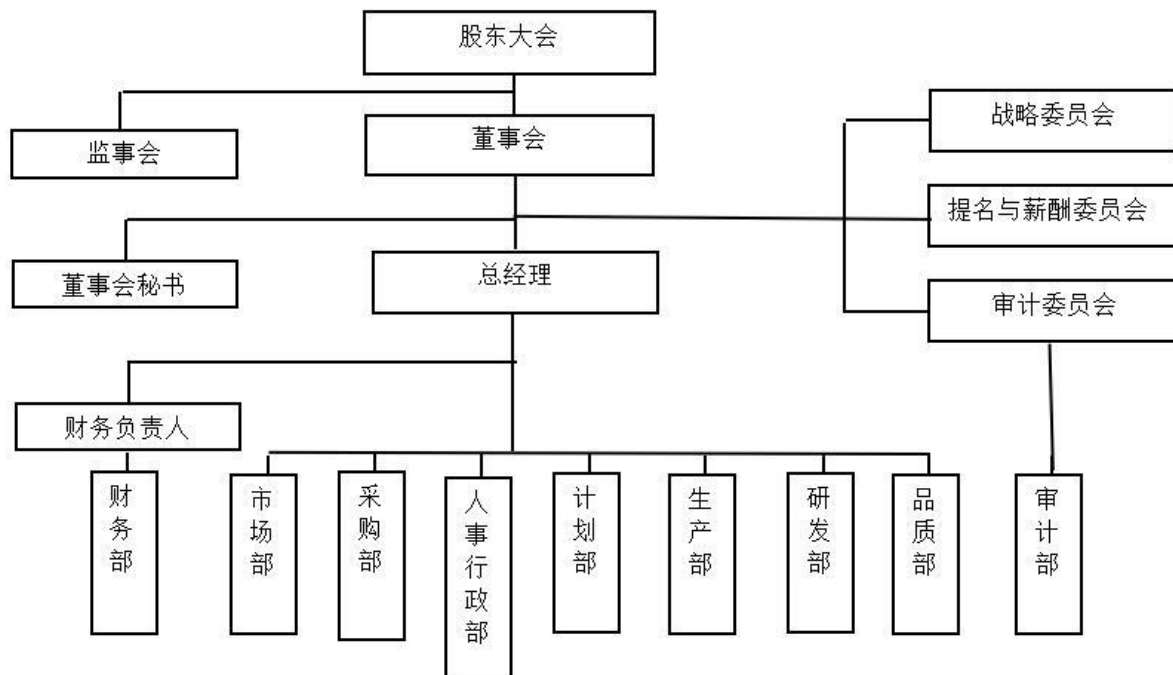 股东大会
监事会
董事会
战略委员会
提名与薪酬委员会
董事会秘书
总经理
审计委员会
财务负责人
财务部
市场部
采购部
人事行政部
计划部
生产部
研发部
品质部
审计部